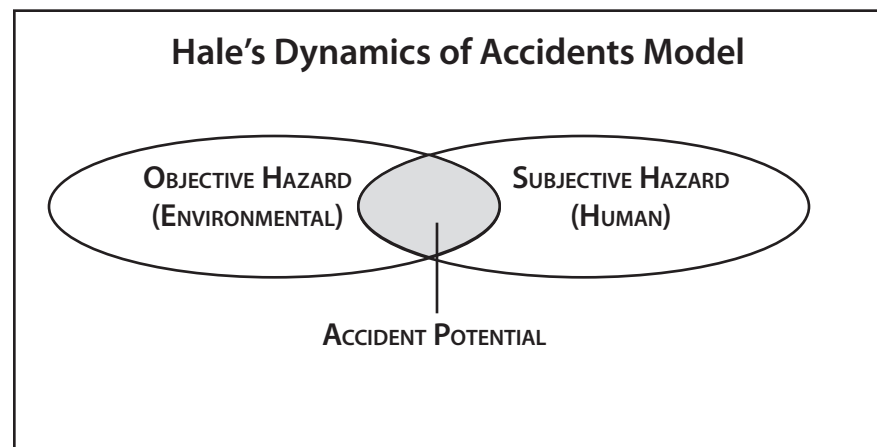 Hale’s Dynamics of Accidents Model
Objective Hazard
(Environmental)
Subjective Hazard
(Human)
Accident Potential